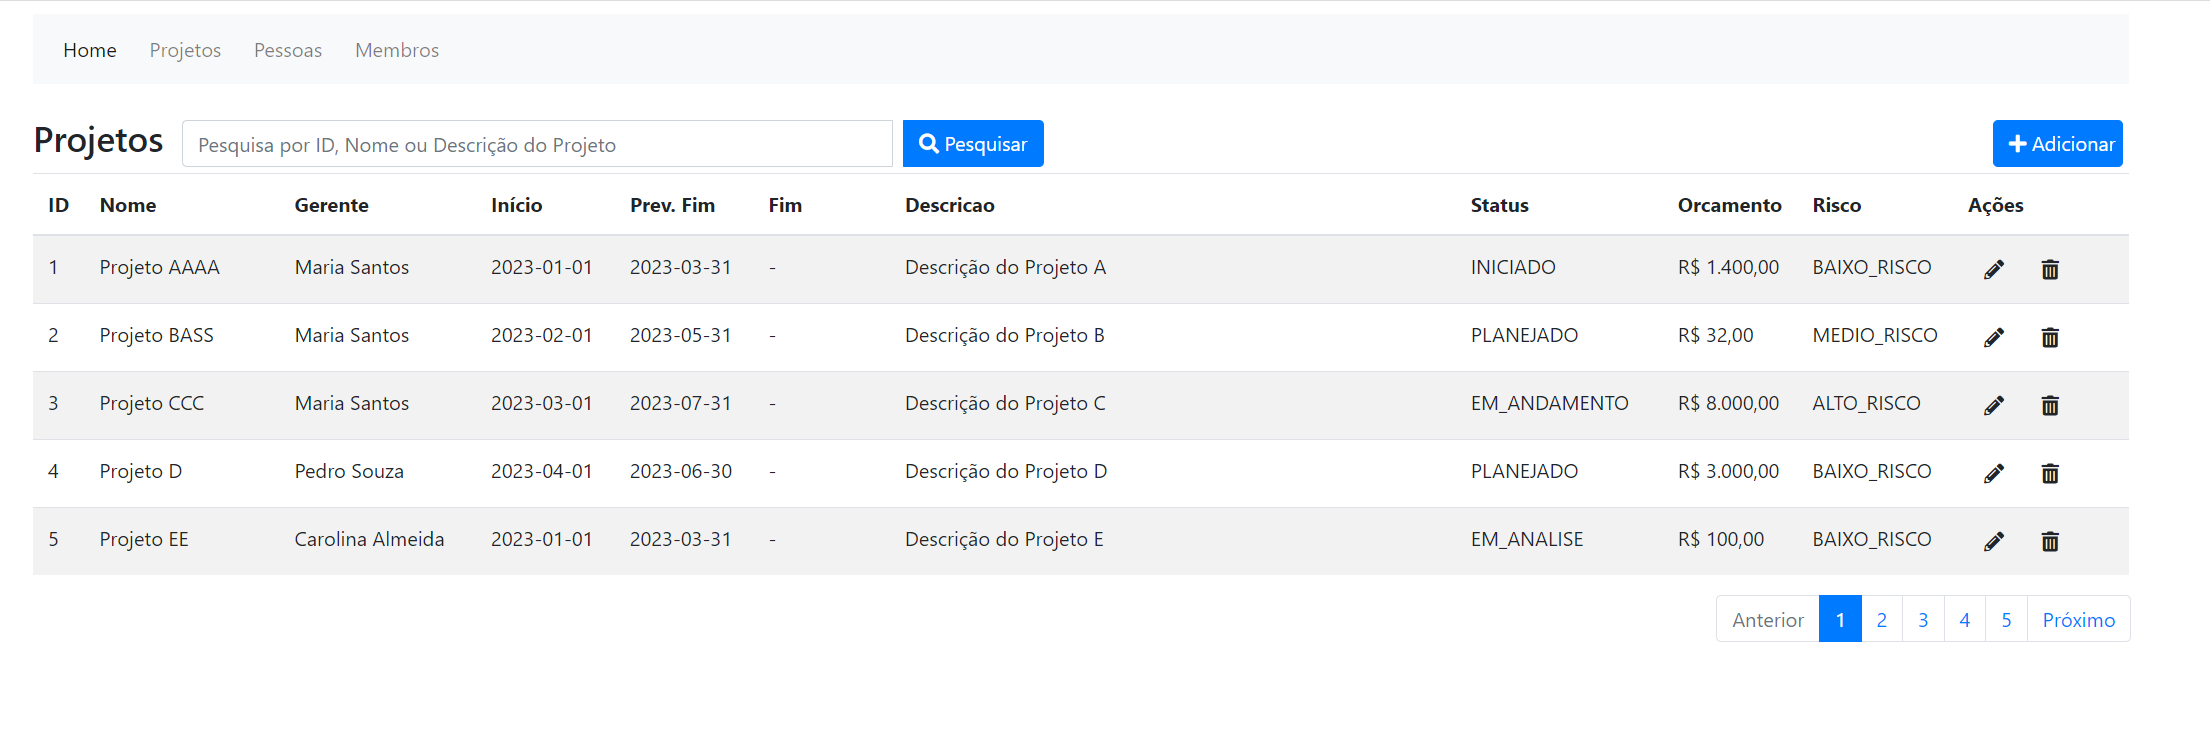 Home Projetos Pessoas Membros
Projetos Pesquisa por ID, Nome ou Descrição do Projeto Pesquisar Adicionar
ID Nome Gerente Início Prev. Fim Fim Descricao Status Orcamento Risco Ações
1 Projeto AAAA Maria Santos 2023-01-01 2023-03-31 - Descrição do Projeto A INICIADO R$ 1.400,00 BAIXO_RISCO
2 Projeto BASS Maria Santos 2023-02-01 2023-05-31 - Descrição do Projeto B PLANEJADO R$ 32,00 MEDIO_RISCO
3 Projeto CCC Maria Santos 2023-03-01 2023-07-31 - Descrição do Projeto C EM_ANDAMENTO R$ 8.000,00 ALTO_RISCO
4 Projeto D Pedro Souza 2023-04-01 2023-06-30 - Descrição do Projeto D PLANEJADO R$ 3.000,00 BAIXO_RISCO
5 Projeto EE Carolina Almeida 2023-01-01 2023-03-31 - Descrição do Projeto E EM_ANALISE R$ 100,00 BAIXO_RISCO
Anterior 1 2 3 4 5 Próximo